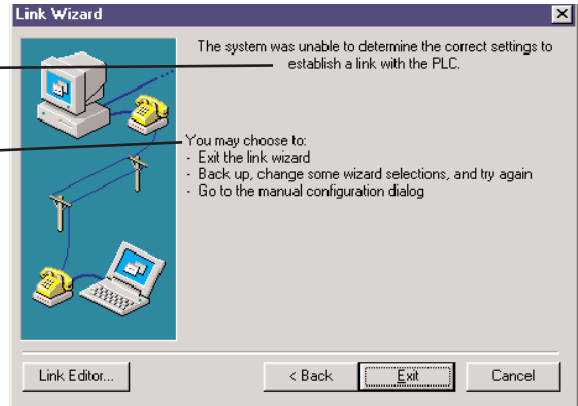 Link Wizard
The system was unable to determine the correct settings to
establish a link with the PLC.
You may choose to:
- Exit the link wizard
- Back up, change some wizard selections, and try again
- Go to the manual configuration dialog
Link Editor...
< Back
Exit
Cancel